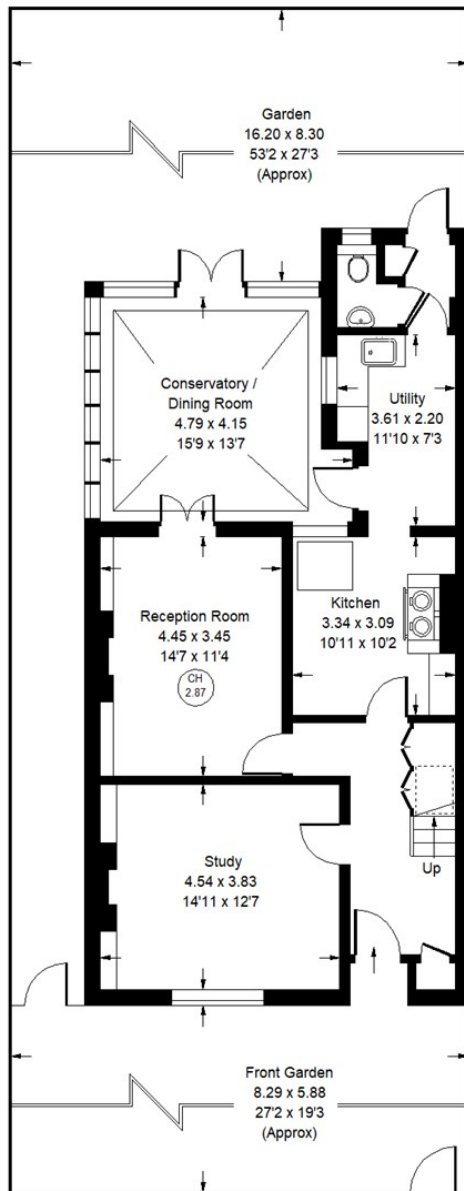 Garden
16.20 x 8.30
53'2 x 27'3
(Approx)
Conservatory /
Dining Room
4.79 x 4.15
15'9 x 13'7
Utility
3.61 x 2.20
11'10 x 7'3
Reception Room
4.45 x 3.45
14'7 x 11'4
CH
2.87
Kitchen
3.34 x 3.09
10'11 x 10'2
Study
4.54 x 3.83
14'11 x 12'7
Up
Front Garden
8.29 x 5.88
27'2 x 19'3
(Approx)